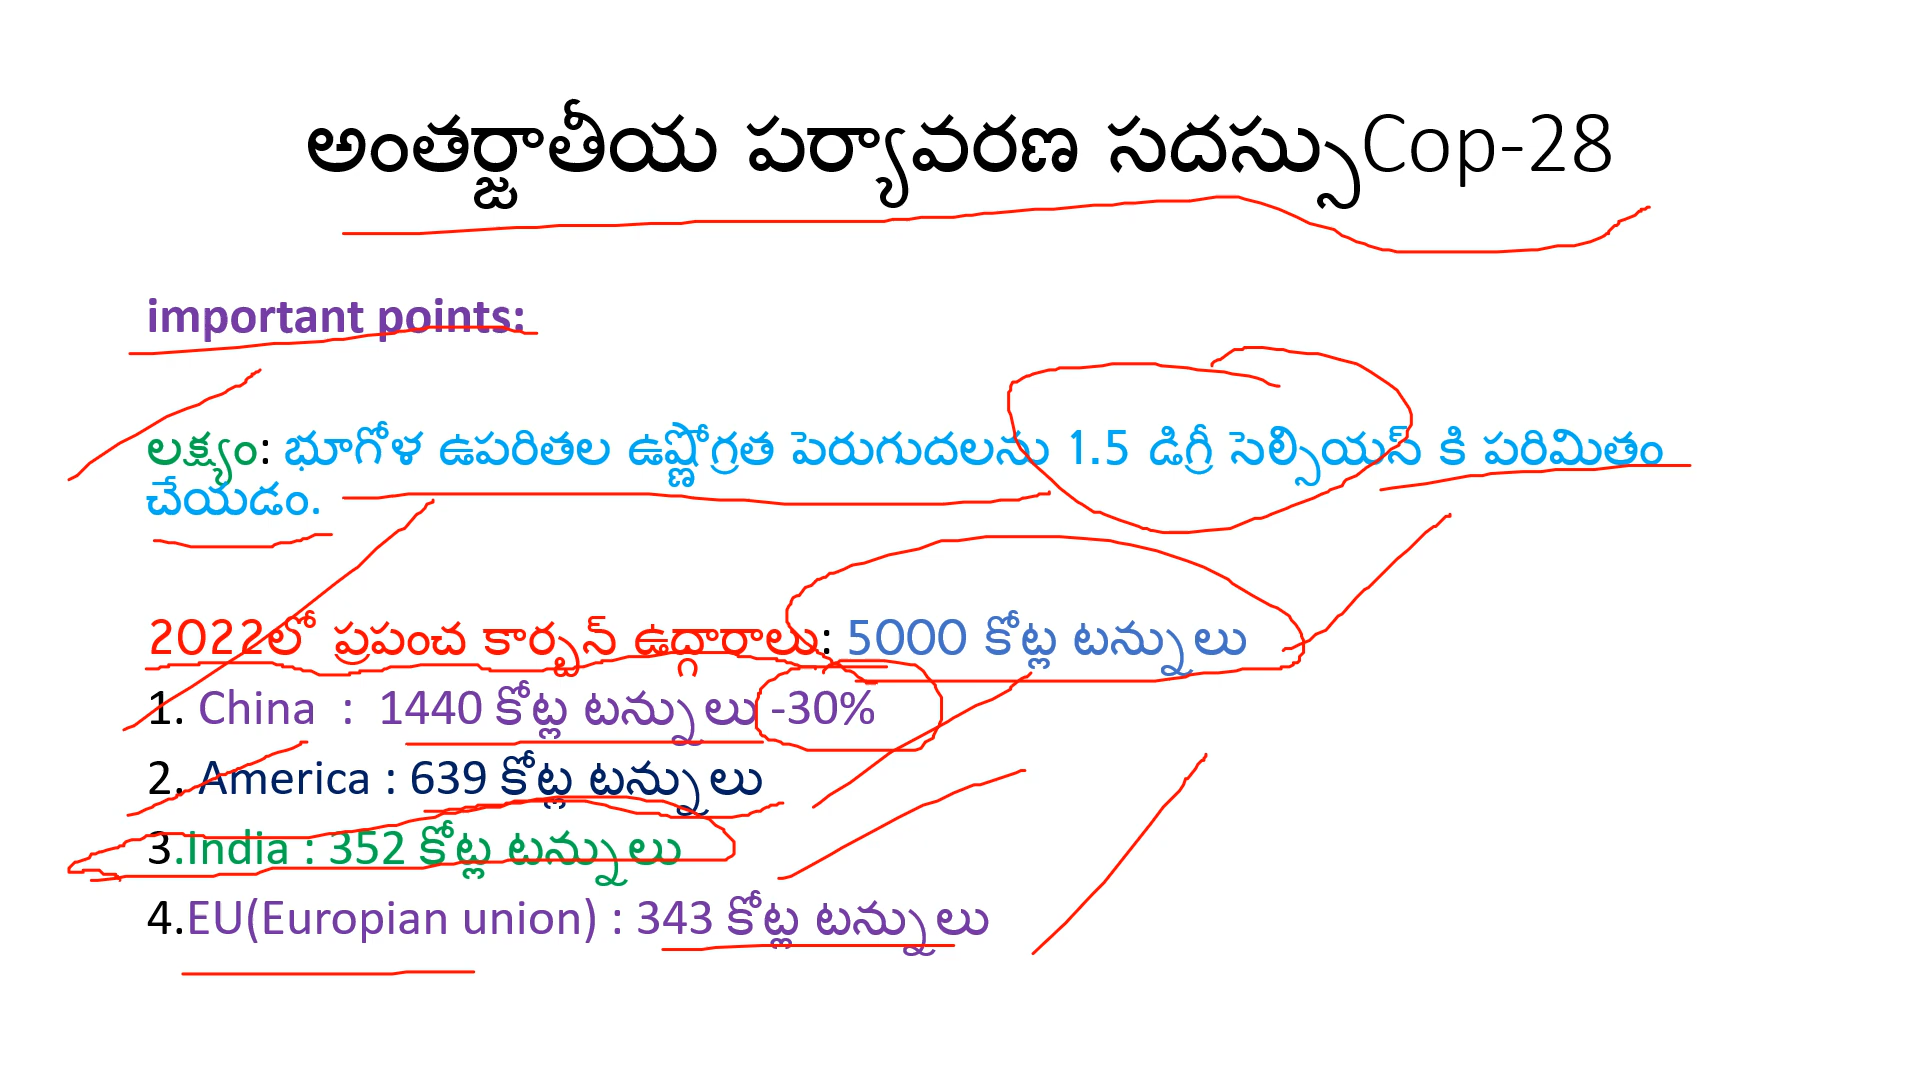 అంతర్జాతీయ పర్యావరణ సదస్సుCop-28
important points:
లక్ష్యం: భూగోళ ఉపరితల ఉష్ణోగ్రత పెరుగుదలను 1.5 డిగ్రీ సెల్సియస్ కి పరిమితం
చేయడం.
2022లో ప్రపంచ కార్బన్ ఉద్గారాలు: 5000 కోట్ల టన్నులు
1. China : 1440 కోట్ల టన్నులు -30%
2. America : 639 కోట్ల టన్నులు
3.India : 352 కోట్ల టన్నులు
4.EU(Europian union) : 343 కోట్ల టన్నులు